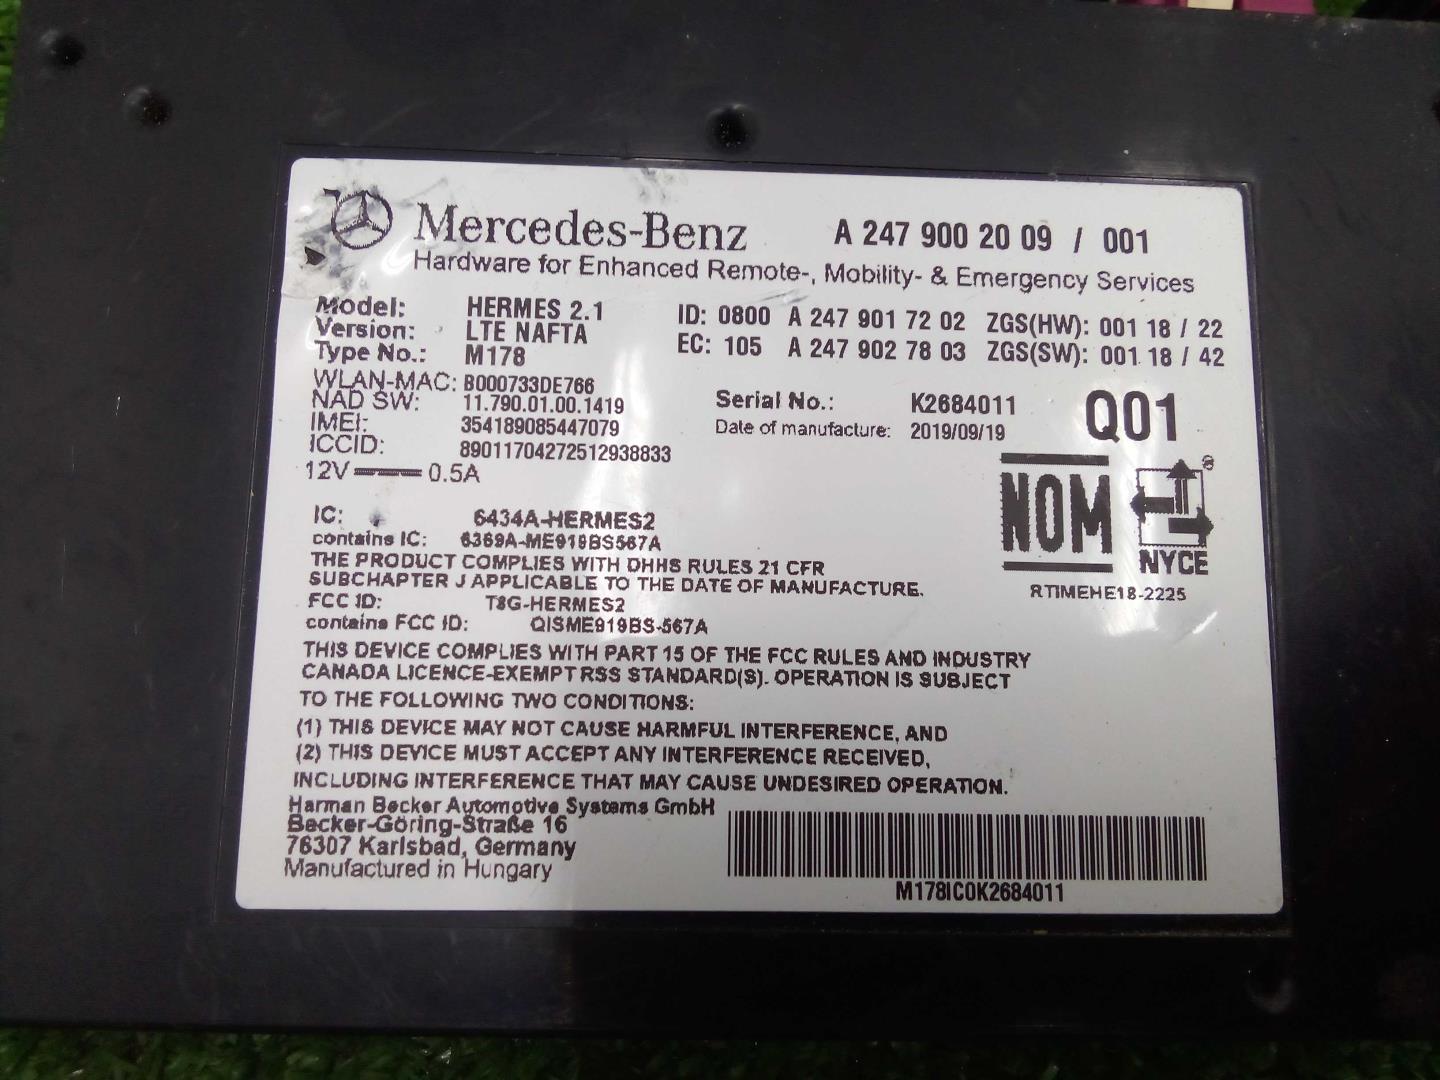 Mercedes-Benz A 247 900 20 09 / 001
Hardware for Enhanced Remote-, Mobility- & Emergency Services
Model: HERMES 2.1 ID: 0800 A 247 901 72 02 ZGS(HW): 001 18 / 22
Version: LTE NAFTA EC: 105 A 247 902 78 03 ZGS(SW): 001 18 / 42
Type No.: M178
WLAN-MAC: B000733DE766
NAD SW: 11.790.01.00.1419 Serial No.: K2684011 Q01
IMEI: 354189085447079 Date of manufacture: 2019/09/19
ICCID: 89011704272512938833
12V 0.5A
NOM
NYCE
RTIMEHE18-2225
IC: 6434A-HERMES2
contains IC: 6369A-ME919BS567A
THE PRODUCT COMPLIES WITH DHHS RULES 21 CFR
SUBCHAPTER J APPLICABLE TO THE DATE OF MANUFACTURE.
FCC ID: T8G-HERMES2
contains FCC ID: QISME919BS-567A
THIS DEVICE COMPLIES WITH PART 15 OF THE FCC RULES AND INDUSTRY
CANADA LICENCE-EXEMPT RSS STANDARD(S). OPERATION IS SUBJECT
TO THE FOLLOWING TWO CONDITIONS:
(1) THIS DEVICE MAY NOT CAUSE HARMFUL INTERFERENCE, AND
(2) THIS DEVICE MUST ACCEPT ANY INTERFERENCE RECEIVED,
INCLUDING INTERFERENCE THAT MAY CAUSE UNDESIRED OPERATION.
Harman Becker Automotive Systems GmbH
Becker-Göring-Straße 16
76307 Karlsbad, Germany
Manufactured in Hungary
M178IC0K2684011